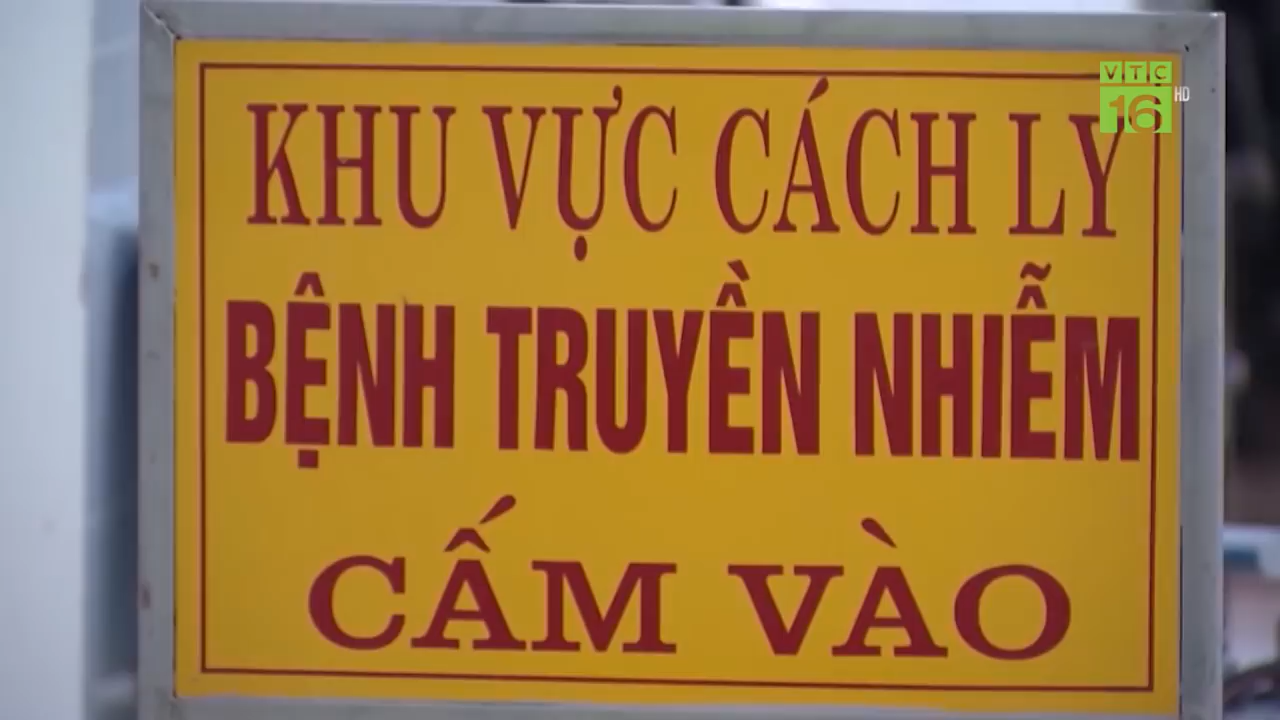 VTC
16 HD
KHU VỰC CÁCH LY
BỆNH TRUYỀN NHIỄM
CẤM VÀO